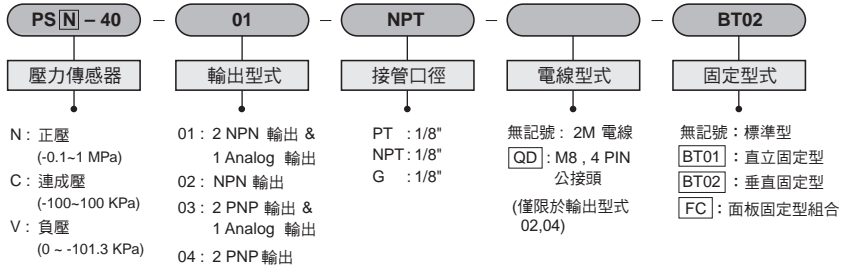 PS N – 40 – 01 – NPT – – BT02
壓力傳感器
輸出型式
接管口徑
電線型式
固定型式
N : 正壓
(-0.1~1 MPa)
C : 連成壓
(-100~100 KPa)
V : 負壓
(0 ~ -101.3 KPa)
01 : 2 NPN 輸出 &
1 Analog 輸出
02 : NPN 輸出
03 : 2 PNP 輸出 &
1 Analog 輸出
04 : 2 PNP 輸出
PT : 1/8"
NPT : 1/8"
G : 1/8"
無記號 : 2M 電線
QD : M8 , 4 PIN
公接頭
(僅限於輸出型式
02,04)
無記號：標準型
BT01 ：直立固定型
BT02 ：垂直固定型
FC ：面板固定型組合